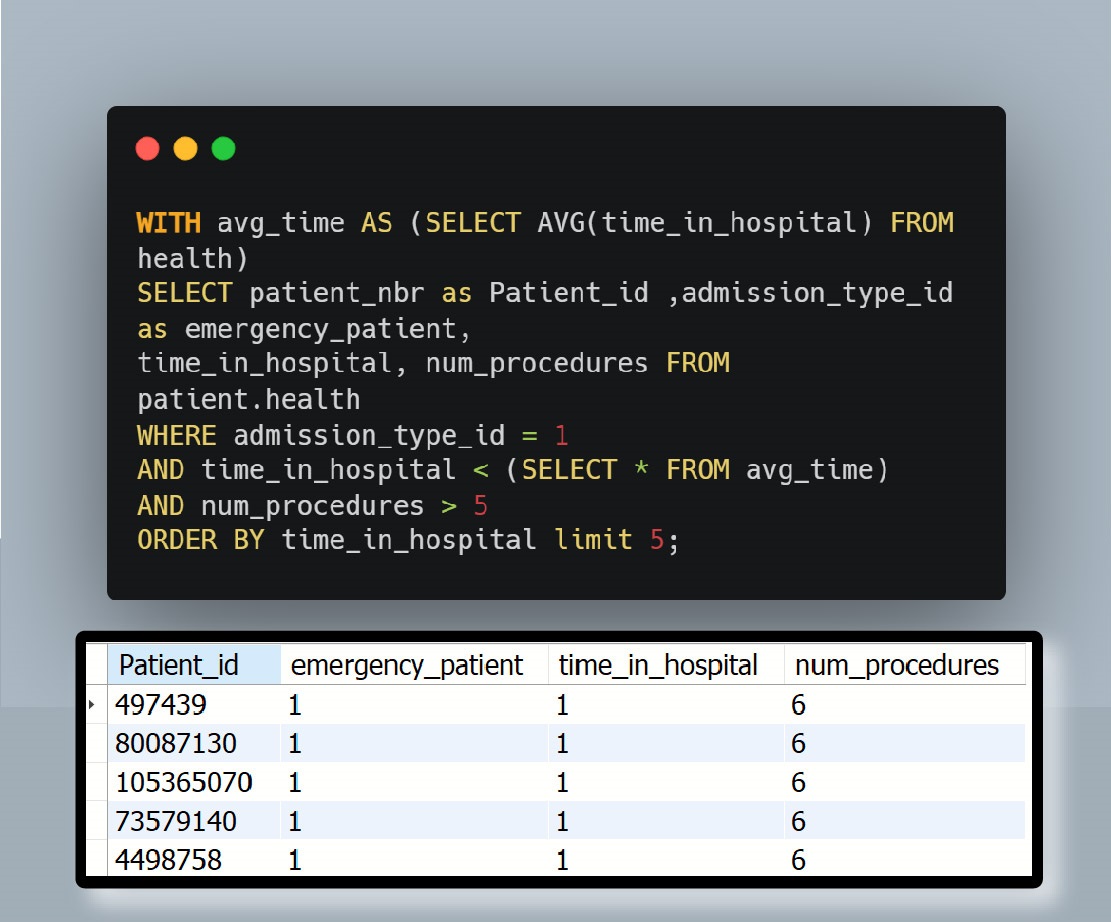 WITH avg_time AS (SELECT AVG(time_in_hospital) FROM
health)
SELECT patient_nbr as Patient_id ,admission_type_id
as emergency_patient,
time_in_hospital, num_procedures FROM
patient.health
WHERE admission_type_id = 1
AND time_in_hospital < (SELECT * FROM avg_time)
AND num_procedures > 5
ORDER BY time_in_hospital limit 5;
Patient_id emergency_patient time_in_hospital num_procedures
497439 1 1 6
80087130 1 1 6
105365070 1 1 6
73579140 1 1 6
4498758 1 1 6